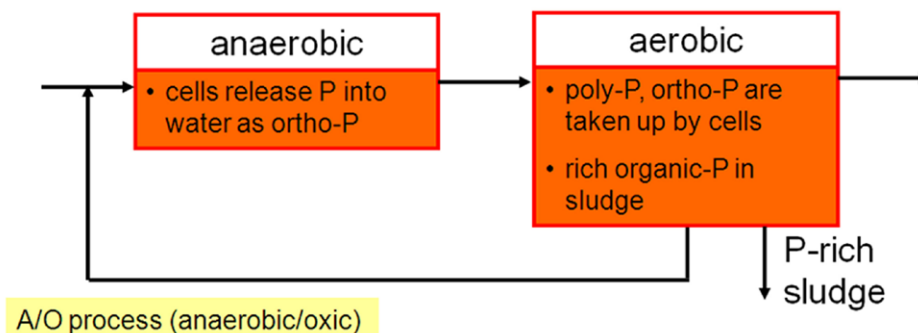 anaerobic
• cells release P into
water as ortho-P
aerobic
• poly-P, ortho-P are
taken up by cells
• rich organic-P in
sludge
P-rich
sludge
A/O process (anaerobic/oxic)